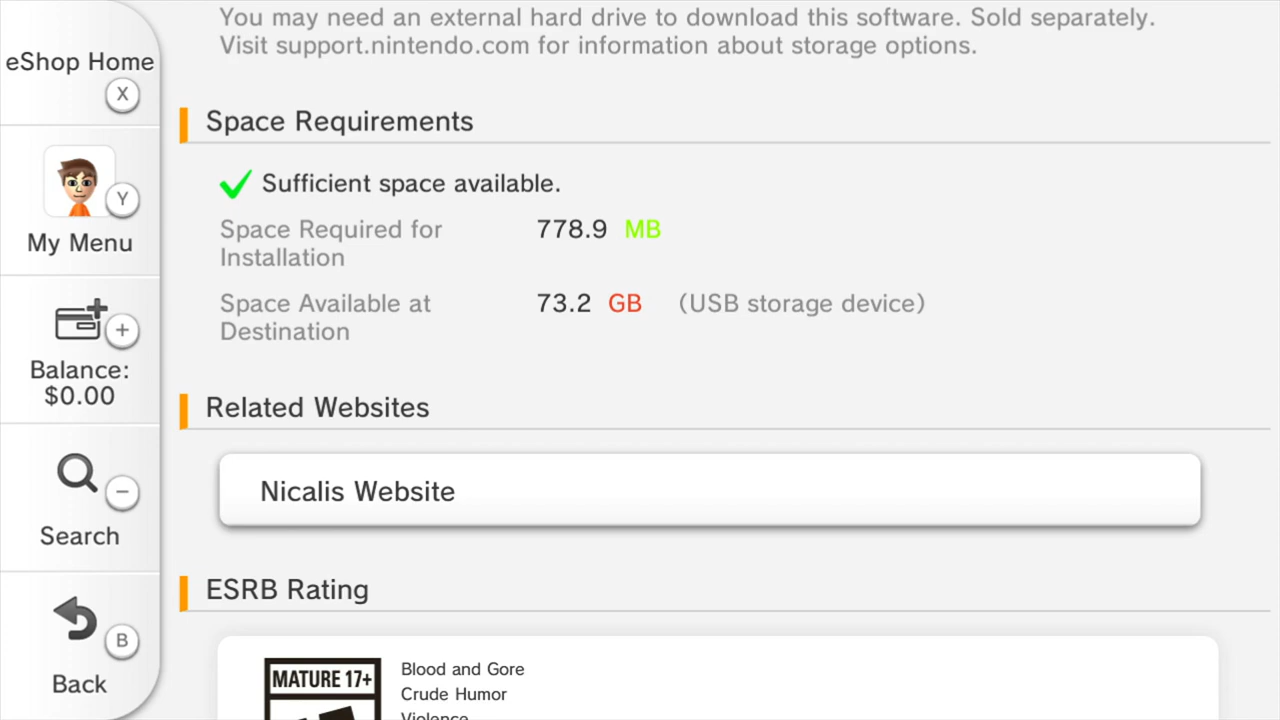 You may need an external hard drive to download this software. Sold separately.
Visit support.nintendo.com for information about storage options.
eShop Home
X
Space Requirements
Y
My Menu
Sufficient space available.
Space Required for Installation
778.9 MB
Space Available at Destination
73.2 GB (USB storage device)
+
Balance:
$0.00
Related Websites
Nicalis Website
−
Search
ESRB Rating
B
Back
MATURE 17+
Blood and Gore
Crude Humor
Violence